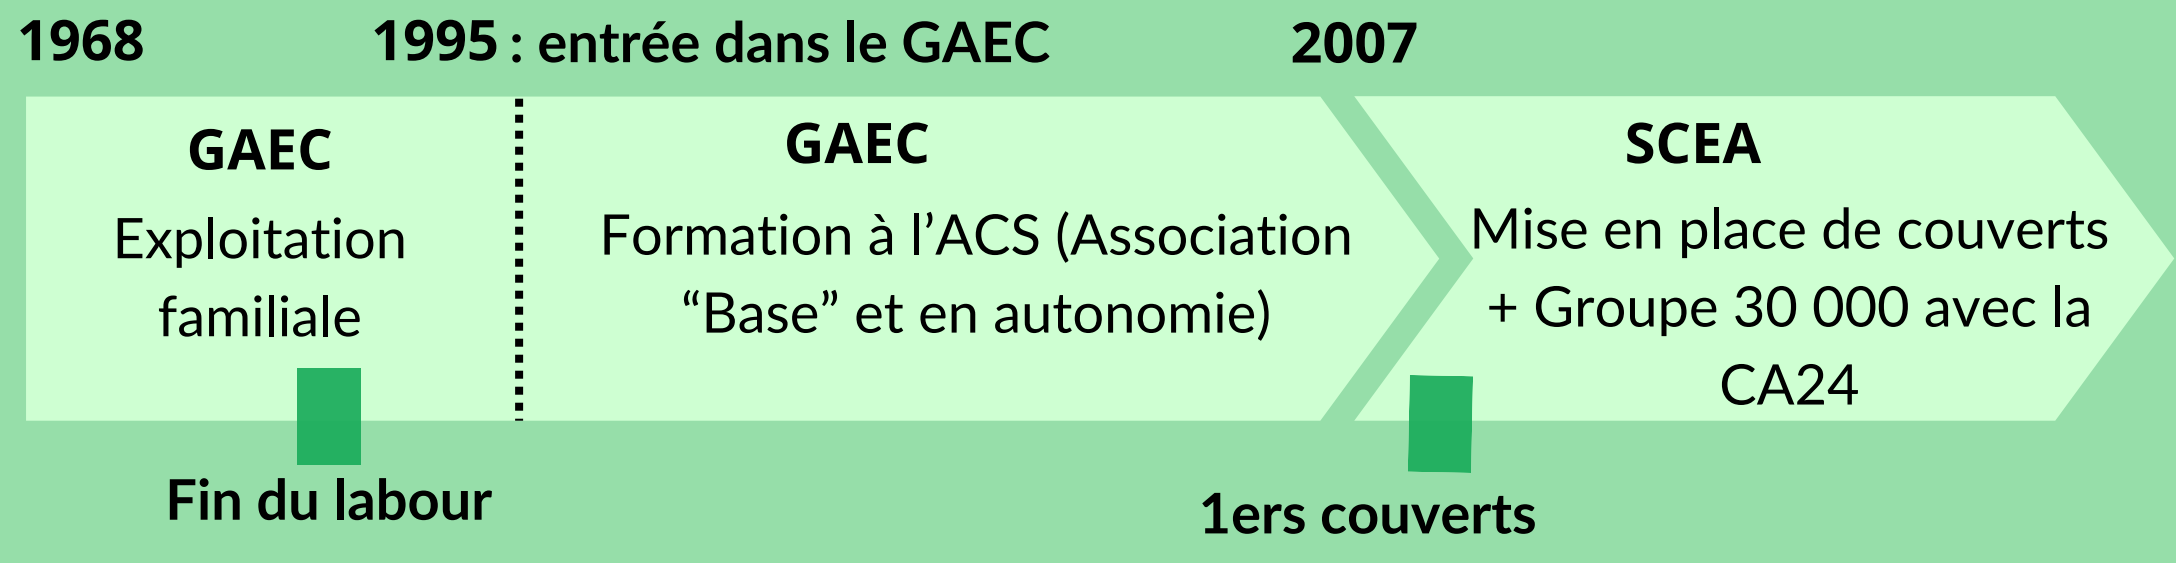 1968
1995 : entrée dans le GAEC
2007
GAEC
Exploitation
familiale
GAEC
Formation à l’ACS (Association
“Base” et en autonomie)
SCEA
Mise en place de couverts
+ Groupe 30 000 avec la
CA24
Fin du labour
1ers couverts